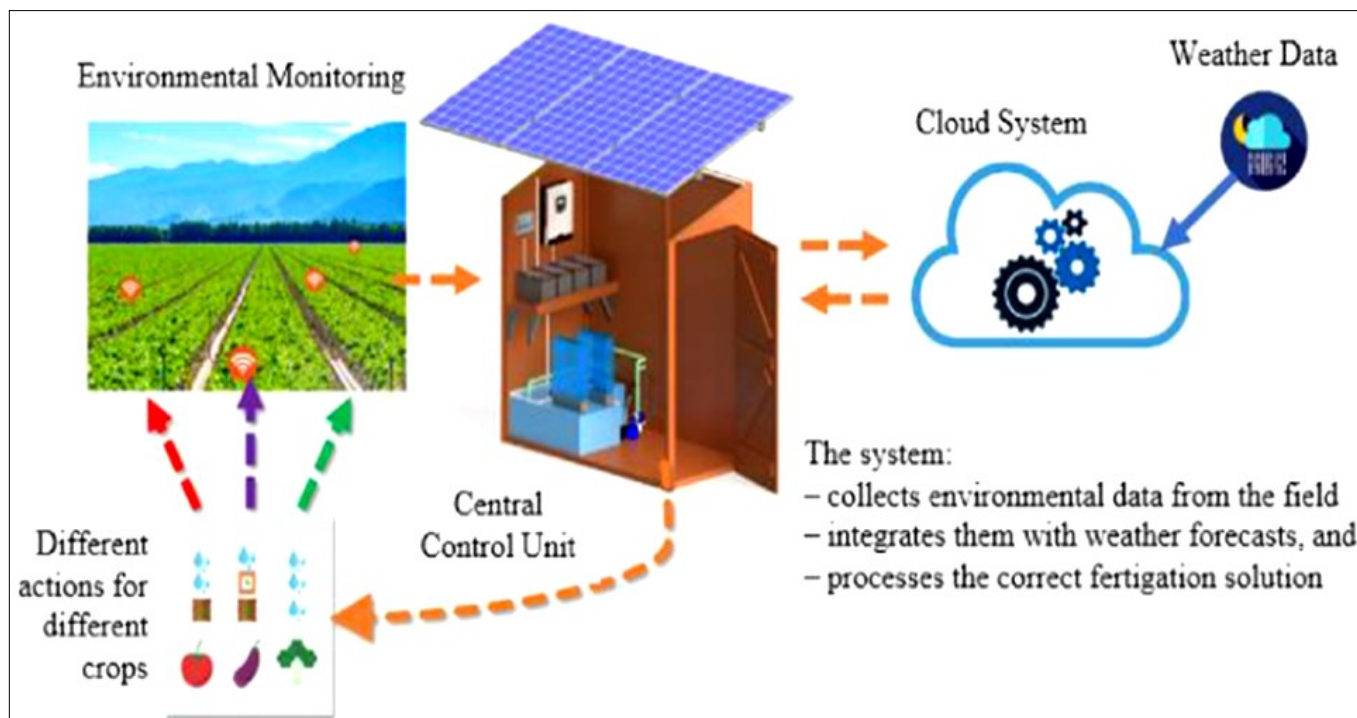 Environmental Monitoring
Weather Data
Cloud System
Central
Control Unit
Different
actions for
different
crops
The system:
– collects environmental data from the field
– integrates them with weather forecasts, and
– processes the correct fertigation solution